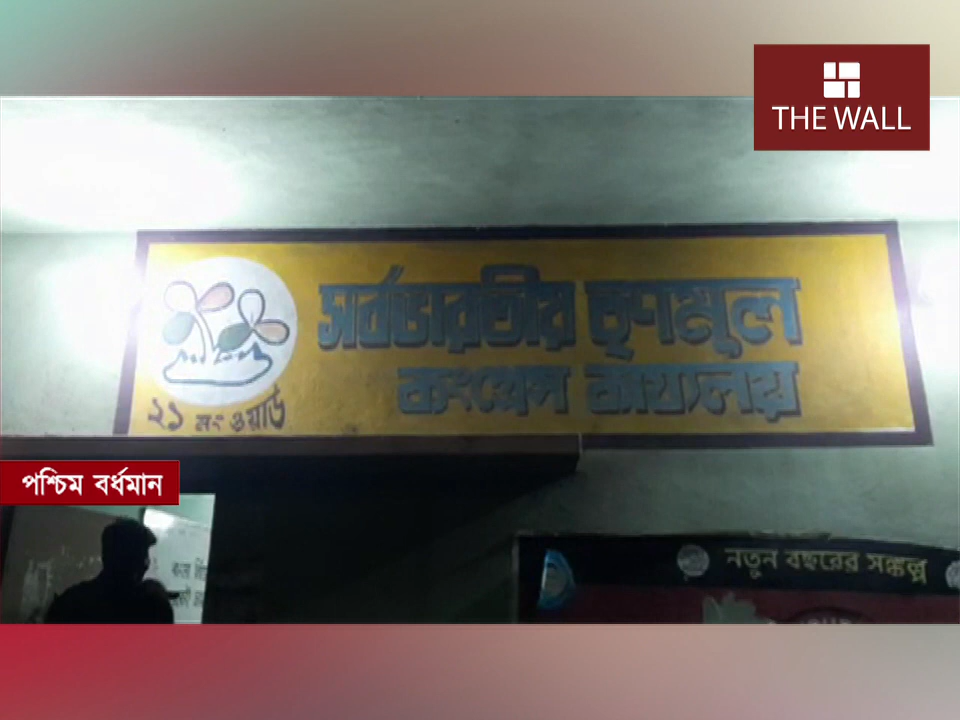 THE WALL
সর্বভারতীয় তৃণমূল
কংগ্রেস কার্য্যালয়
২১ নং ওয়ার্ড
পশ্চিম বর্ধমান
নতুন বছরের সঙ্কল্প